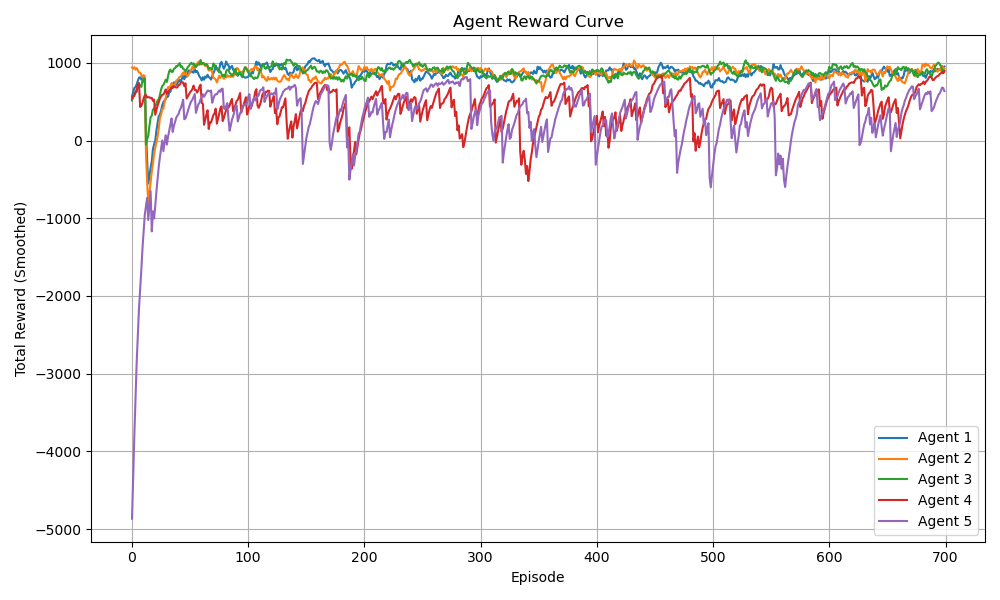 Agent Reward Curve
Total Reward (Smoothed)
1000
0
−1000
−2000
−3000
−4000
−5000
0 100 200 300 400 500 600 700
Episode
Agent 1
Agent 2
Agent 3
Agent 4
Agent 5